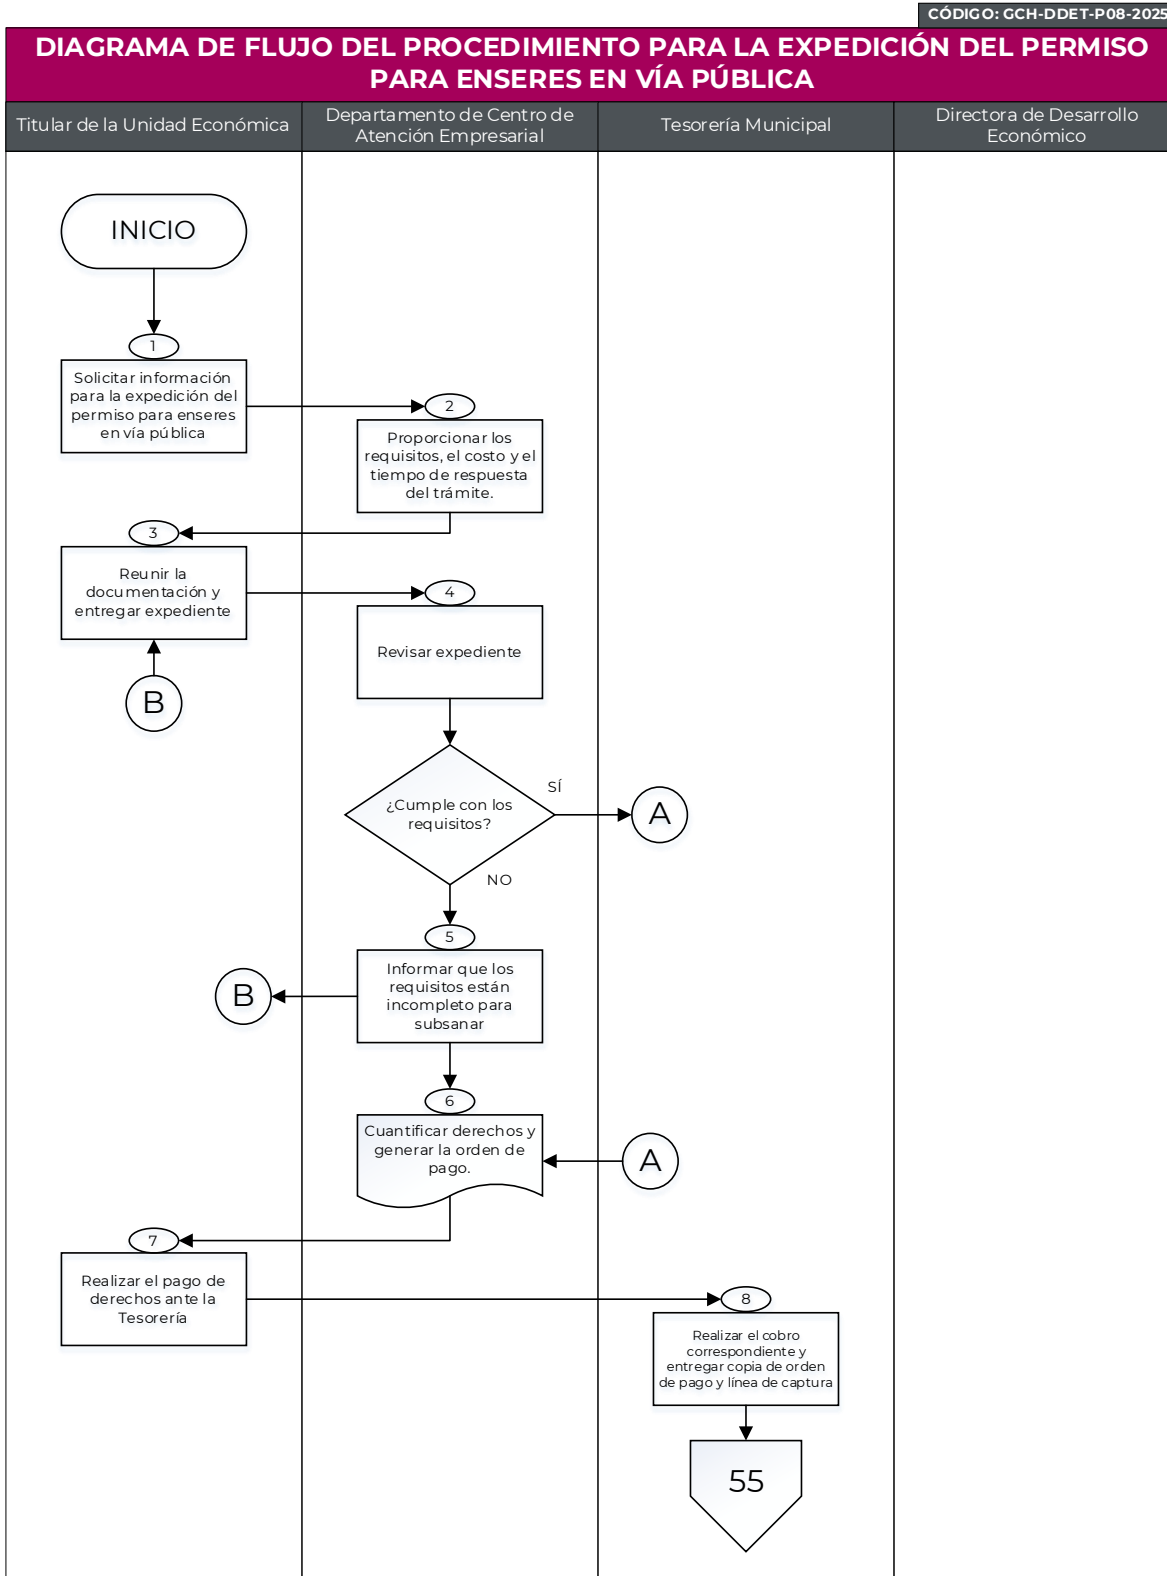 CÓDIGO: GCH-DDET-P08-2025
DIAGRAMA DE FLUJO DEL PROCEDIMIENTO PARA LA EXPEDICIÓN DEL PERMISO
PARA ENSERES EN VÍA PÚBLICA
Titular de la Unidad Económica
Departamento de Centro de
Atención Empresarial
Tesorería Municipal
Directora de Desarrollo
Económico
INICIO
1
Solicitar información
para la expedición del
permiso para enseres
en vía pública
2
Proporcionar los
requisitos, el costo y el
tiempo de respuesta
del trámite.
3
Reunir la
documentación y
entregar expediente
4
Revisar expediente
B
¿Cumple con los
requisitos?
SÍ
A
NO
5
Informar que los
requisitos están
incompleto para
subsanar
B
6
Cuantificar derechos y
generar la orden de
pago.
A
7
Realizar el pago de
derechos ante la
Tesorería
8
Realizar el cobro
correspondiente y
entregar copia de orden
de pago y línea de captura
55